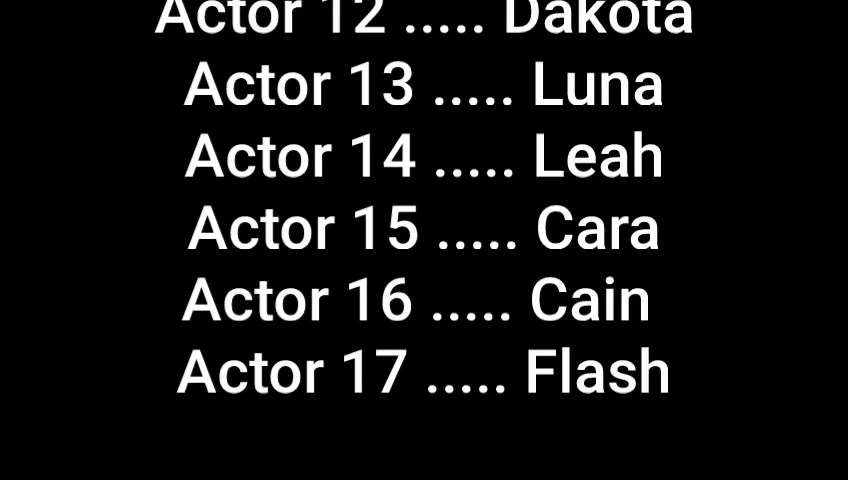 Actor 12 ..... Dakota
Actor 13 ..... Luna
Actor 14 ..... Leah
Actor 15 ..... Cara
Actor 16 ..... Cain
Actor 17 ..... Flash